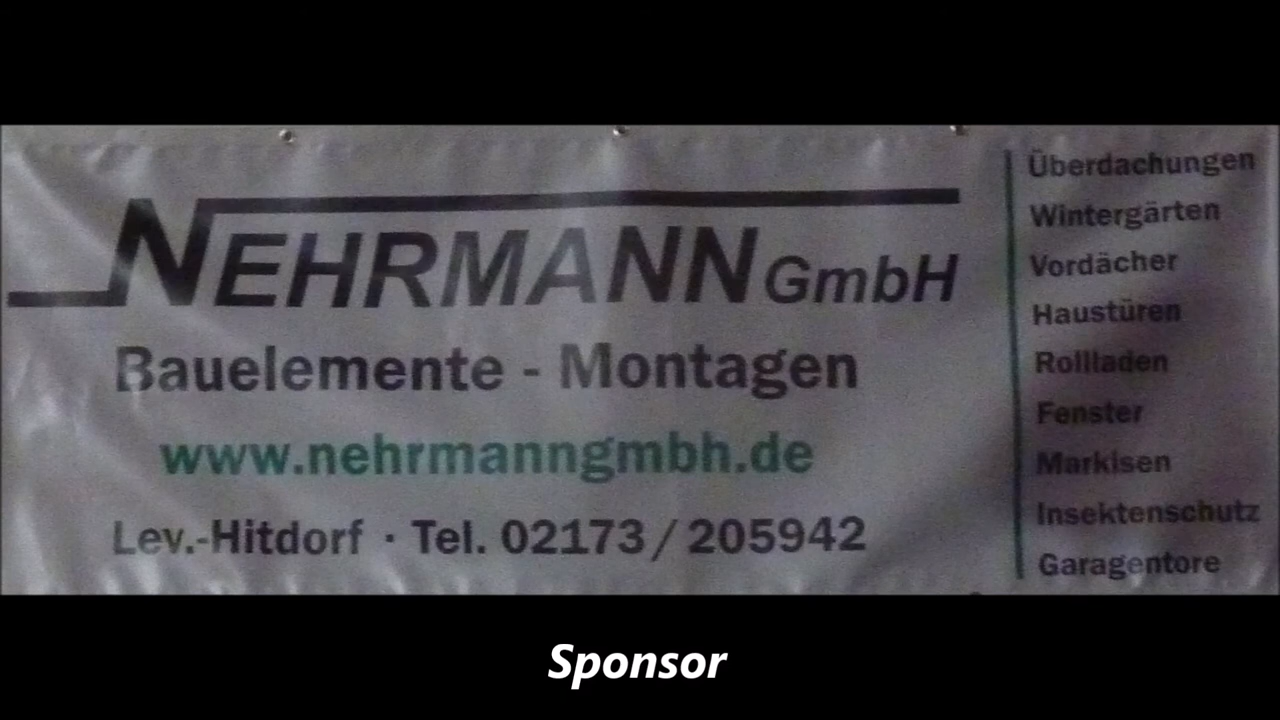 NEHRMANN GmbH
Bauelemente - Montagen
www.nehrmanngmbh.de
Lev.-Hitdorf · Tel. 02173 / 205942
Überdachungen
Wintergärten
Vordächer
Haustüren
Rollladen
Fenster
Markisen
Insektenschutz
Garagentore
Sponsor